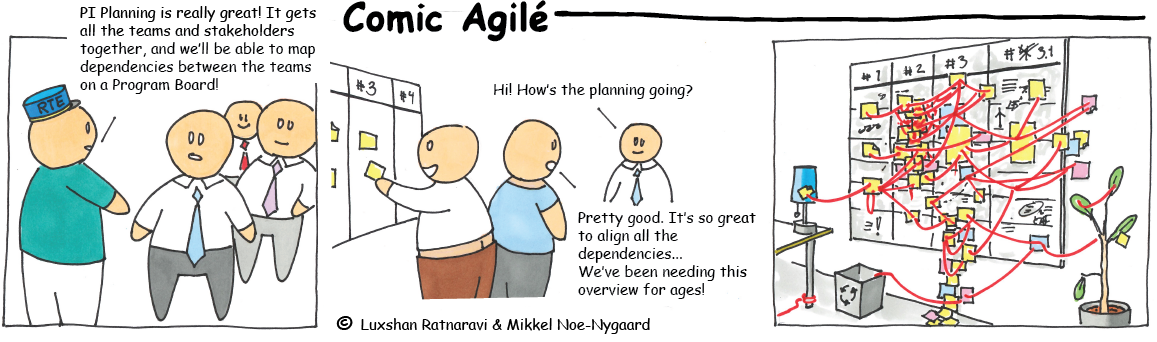 Comic Agilé
PI Planning is really great! It gets
all the teams and stakeholders
together, and we'll be able to map
dependencies between the teams
on a Program Board!
RTE
#3
#4
Hi! How's the planning going?
Pretty good. It's so great
to align all the
dependencies...
We've been needing this
overview for ages!
#1
#2
#3
3.1
© Luxshan Ratnaravi & Mikkel Noe-Nygaard